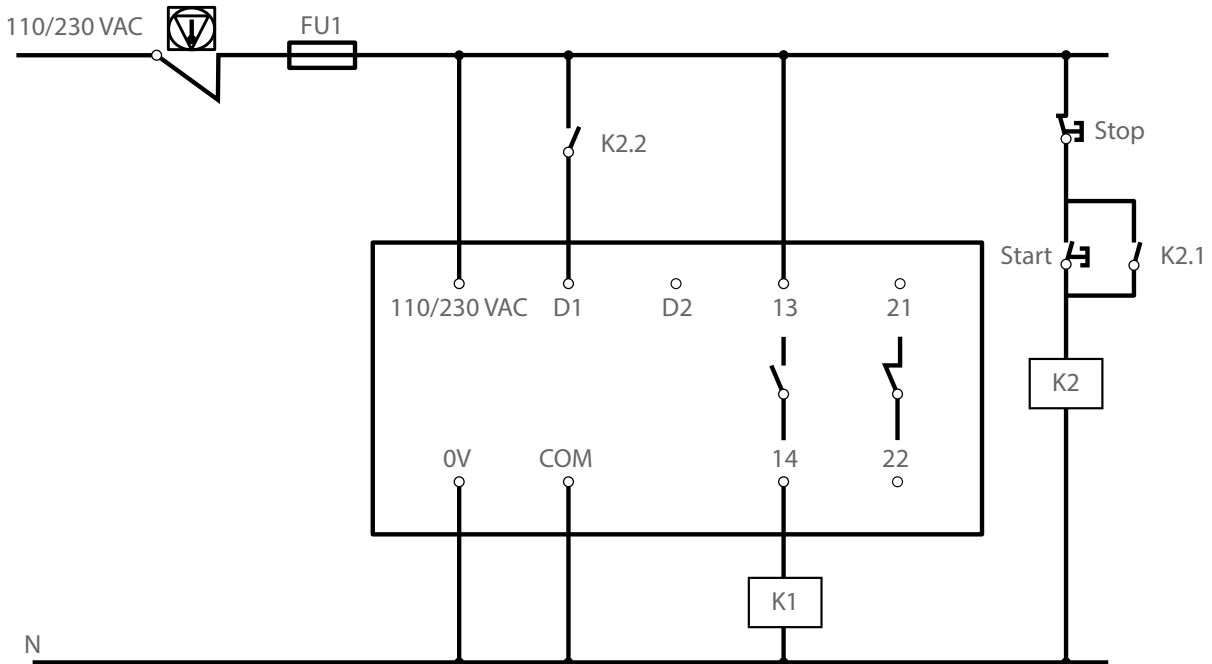 110/230 VAC
FU1
K2.2
Stop
Start
K2.1
110/230 VAC D1 D2 13 21
K2
0V COM 14 22
K1
N